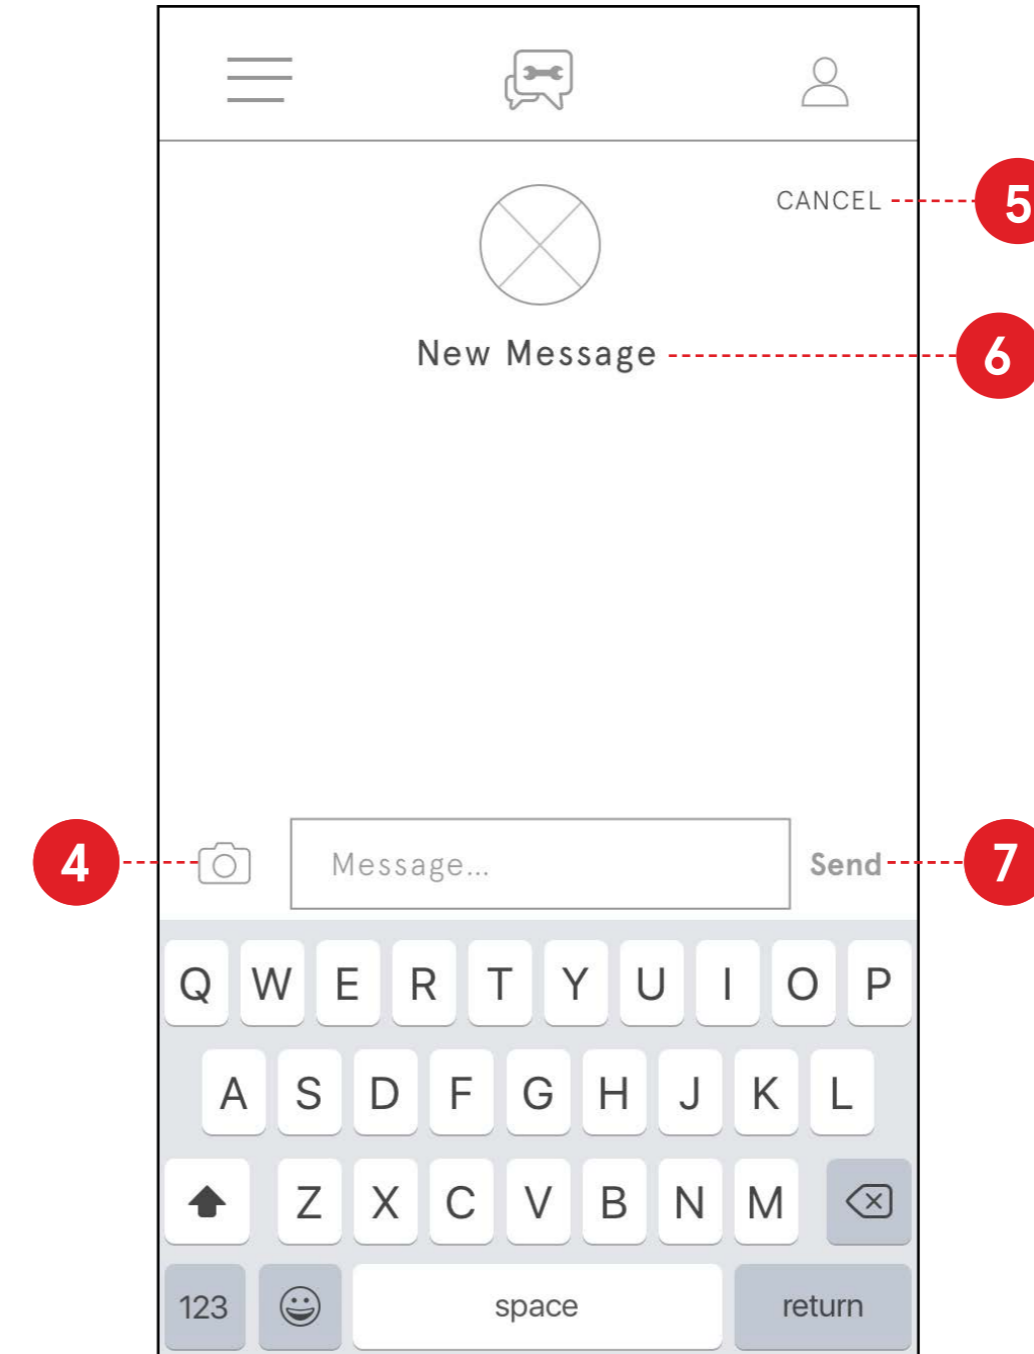 CANCEL 5
New Message 6
4 Message... Send 7
Q W E R T Y U I O P
A S D F G H J K L
Z X C V B N M
123 space return